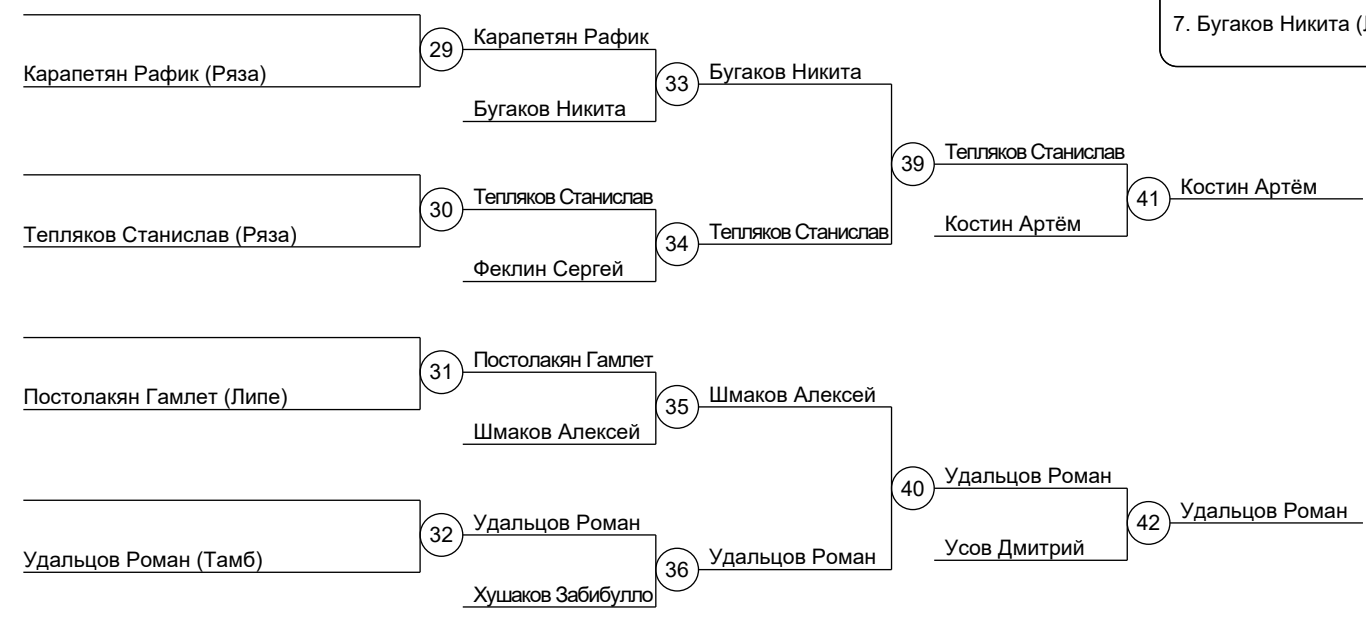 7. Бугаков Никита (
29
Карапетян Рафик
Карапетян Рафик (Ряза)
33
Бугаков Никита
Бугаков Никита
39
Тепляков Станислав
30
Тепляков Станислав
41
Костин Артём
Тепляков Станислав (Ряза)
34
Тепляков Станислав
Костин Артём
Феклин Сергей
31
Постолакян Гамлет
Постолакян Гамлет (Липе)
35
Шмаков Алексей
Шмаков Алексей
40
Удальцов Роман
32
Удальцов Роман
42
Удальцов Роман
Удальцов Роман (Тамб)
36
Удальцов Роман
Усов Дмитрий
Хушаков Забибулло